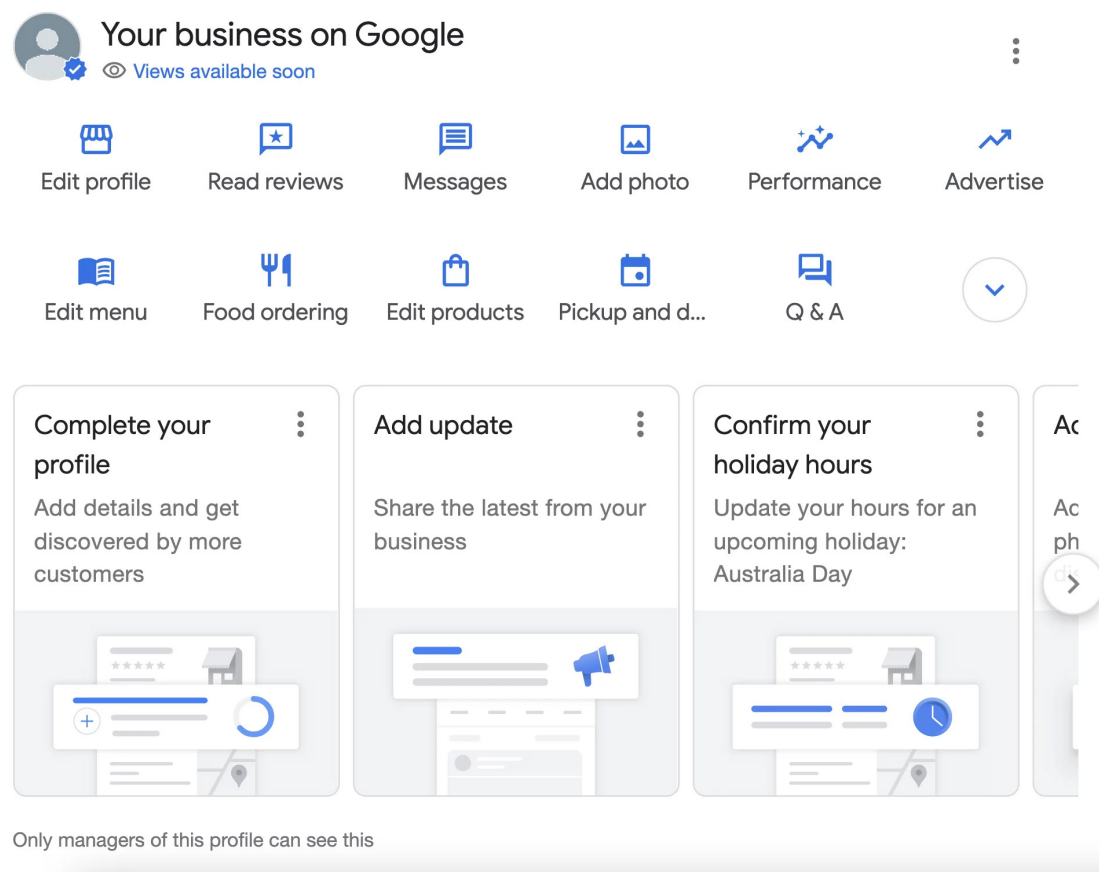 Your business on Google
Views available soon
Edit profile
Read reviews
Messages
Add photo
Performance
Advertise
Edit menu
Food ordering
Edit products
Pickup and d...
Q & A
Complete your
profile
Add details and get
discovered by more
customers
Add update
Share the latest from your
business
Confirm your
holiday hours
Update your hours for an
upcoming holiday:
Australia Day
Only managers of this profile can see this